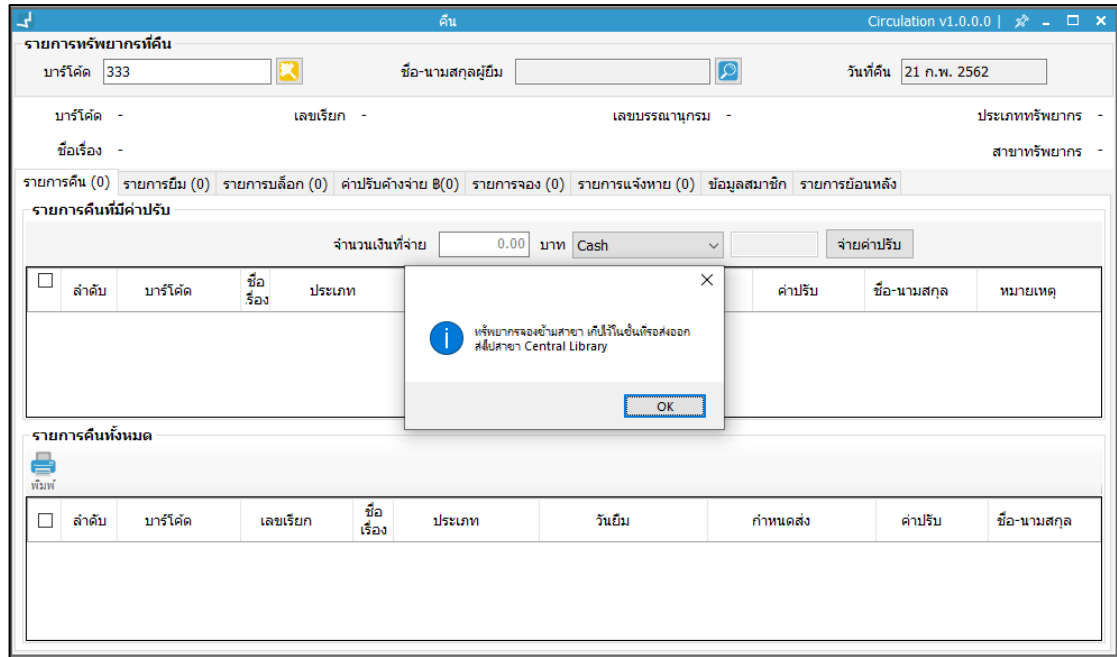 คืน
Circulation v1.0.0.0 |
รายการทรัพยากรที่คืน
บาร์โค้ด 333 ชื่อ-นามสกุลผู้ยืม วันที่คืน 21 ก.พ. 2562
บาร์โค้ด - เลขเรียก - เลขบรรณานุกรม - ประเภททรัพยากร -
ชื่อเรื่อง - สาขาทรัพยากร -
รายการคืน (0) รายการยืม (0) รายการบล็อก (0) ค่าปรับค้างจ่าย ฿(0) รายการจอง (0) รายการแจ้งหาย (0) ข้อมูลสมาชิก รายการย้อนหลัง
รายการคืนที่มีค่าปรับ
จำนวนเงินที่จ่าย 0.00 บาท Cash จ่ายค่าปรับ
ลำดับ บาร์โค้ด ชื่อเรื่อง ประเภท ค่าปรับ ชื่อ-นามสกุล หมายเหตุ
ทรัพยากรจองข้ามสาขา เก็บไว้ในชั้นที่รอส่งออก
ส่งไปสาขา Central Library
OK
รายการคืนทั้งหมด
พิมพ์
ลำดับ บาร์โค้ด เลขเรียก ชื่อเรื่อง ประเภท วันยืม กำหนดส่ง ค่าปรับ ชื่อ-นามสกุล